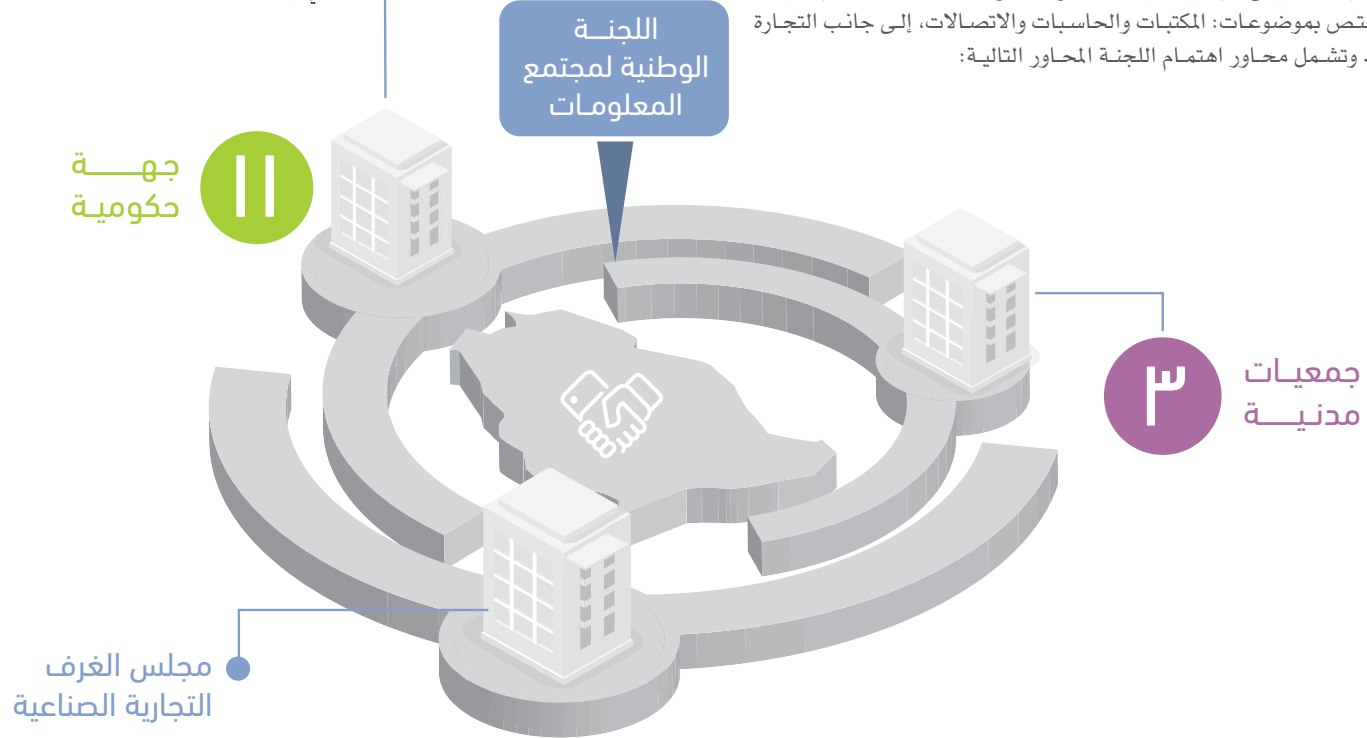 تص بموضوعات: المكتبات والحاسبات والاتصالات، إلى جانب التجارة
وتشمل محاور اهتمام اللجنة المحاور التالية:
اللجنة
الوطنية لمجتمع
المعلومات
١١
جهة
حكومية
٣
جمعيات
مدنية
مجلس الغرف
التجارية الصناعية